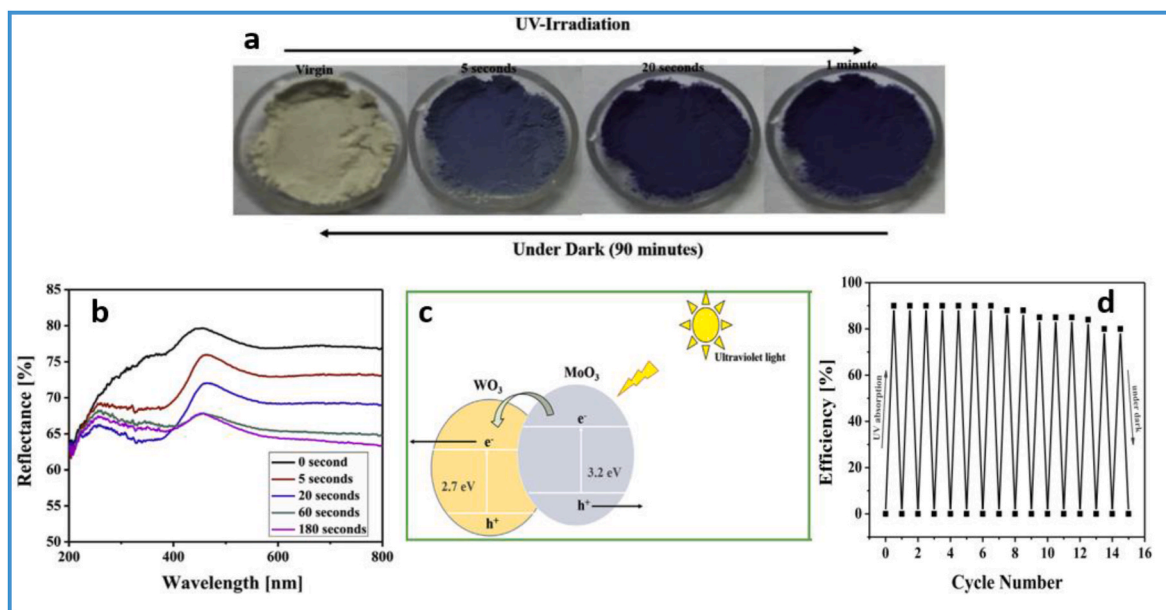 UV-Irradiation
a
Virgin 5 seconds 20 seconds 1 minute
Under Dark (90 minutes)
b
85
80
75
70
65
60
55
50
Reflectance [%]
0 second
5 seconds
20 seconds
60 seconds
180 seconds
200 400 600 800
Wavelength [nm]
c
Ultraviolet light
WO3
MoO3
e-
e-
2.7 eV
3.2 eV
h+
h+
d
100
80
60
40
20
0
Efficiency [%]
UV absorption
under dark
0 2 4 6 8 10 12 14 16
Cycle Number